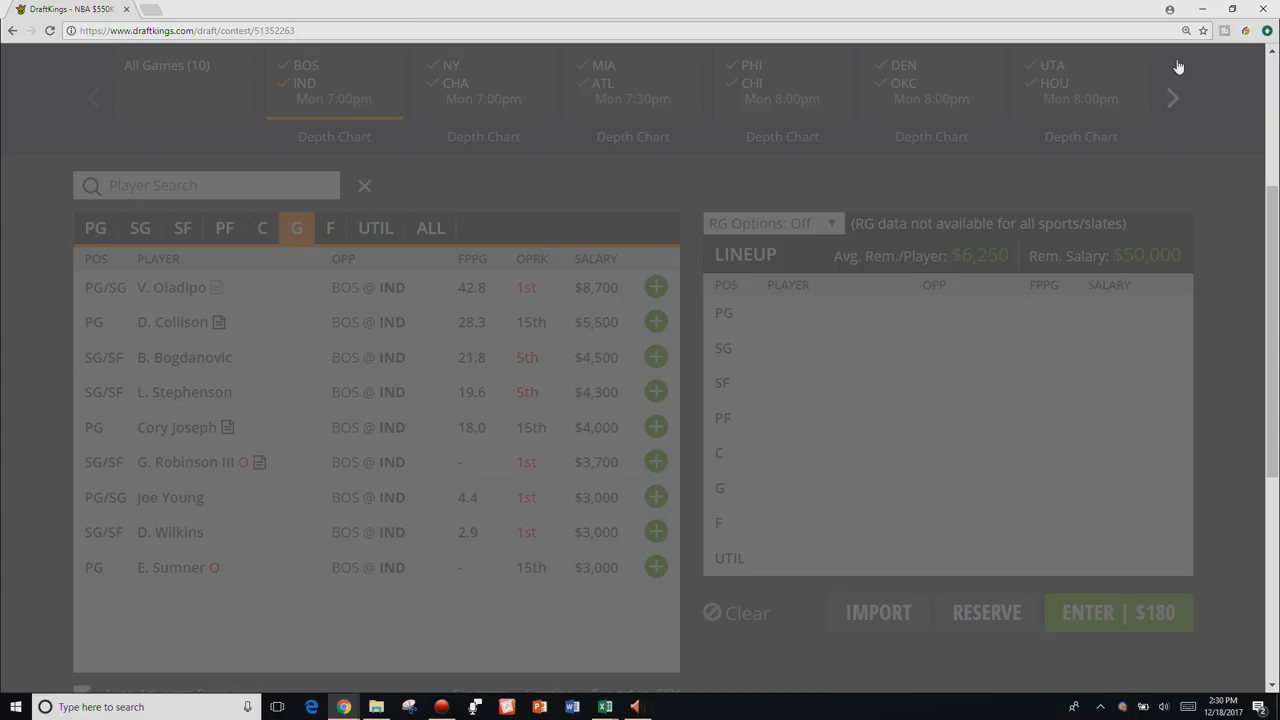 DraftKings - NBA $550K
https://www.draftkings.com/draft/contest/51352263
All Games (10)
BOS
IND
Mon 7:00pm
NY
CHA
Mon 7:00pm
MIA
ATL
Mon 7:30pm
PHI
CHI
Mon 8:00pm
DEN
OKC
Mon 8:00pm
UTA
HOU
Mon 8:00pm
Depth Chart Depth Chart Depth Chart Depth Chart Depth Chart Depth Chart
Player Search
PG SG SF PF C G F UTIL ALL
POS PLAYER OPP FPPG OPRK SALARY
PG/SG V. Oladipo BOS @ IND 42.8 1st $8,700
PG D. Collison BOS @ IND 28.3 15th $5,500
SG/SF B. Bogdanovic BOS @ IND 21.8 5th $4,500
SG/SF L. Stephenson BOS @ IND 19.6 5th $4,300
PG Cory Joseph BOS @ IND 18.0 15th $4,000
SG/SF G. Robinson III O BOS @ IND - 1st $3,700
PG/SG Joe Young BOS @ IND 4.4 1st $3,000
SG/SF D. Wilkins BOS @ IND 2.9 1st $3,000
PG E. Sumner O BOS @ IND - 15th $3,000
RG Options: Off (RG data not available for all sports/slates)
LINEUP Avg. Rem./Player: $6,250 Rem. Salary: $50,000
POS PLAYER OPP FPPG SALARY
PG
SG
SF
PF
C
G
F
UTIL
Clear IMPORT RESERVE ENTER | $180
Type here to search
2:30 PM
12/18/2017